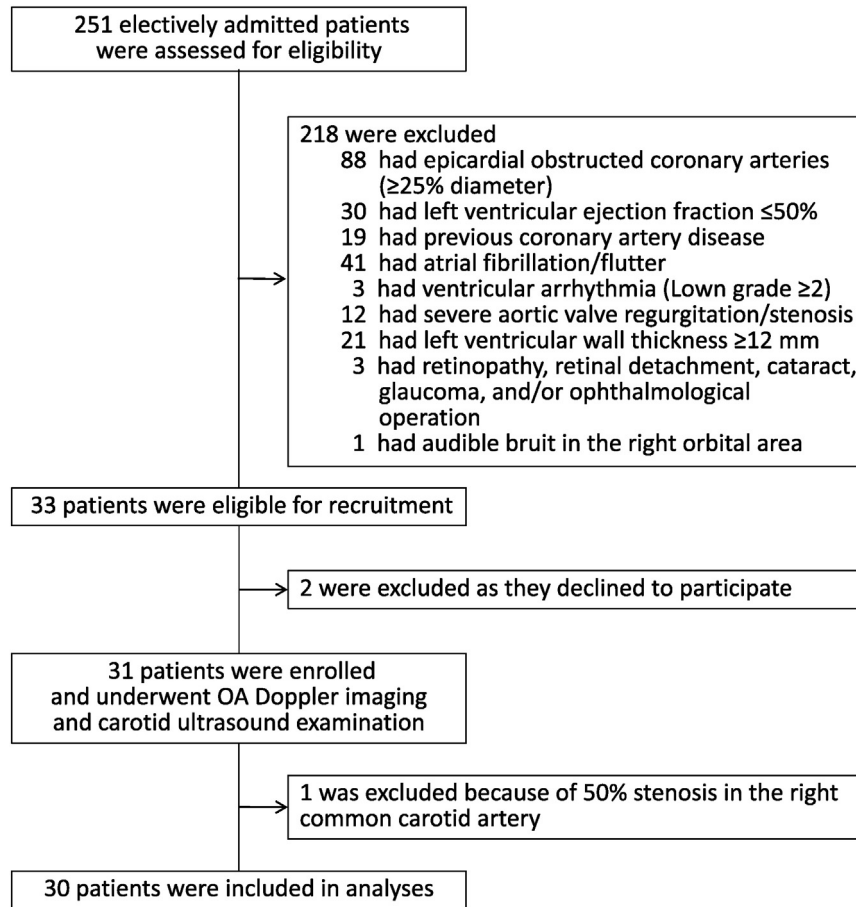 251 electively admitted patients
were assessed for eligibility
218 were excluded
88 had epicardial obstructed coronary arteries
(≥25% diameter)
30 had left ventricular ejection fraction ≤50%
19 had previous coronary artery disease
41 had atrial fibrillation/flutter
3 had ventricular arrhythmia (Lown grade ≥2)
12 had severe aortic valve regurgitation/stenosis
21 had left ventricular wall thickness ≥12 mm
3 had retinopathy, retinal detachment, cataract,
glaucoma, and/or ophthalmological
operation
1 had audible bruit in the right orbital area
33 patients were eligible for recruitment
2 were excluded as they declined to participate
31 patients were enrolled
and underwent OA Doppler imaging
and carotid ultrasound examination
1 was excluded because of 50% stenosis in the right
common carotid artery
30 patients were included in analyses